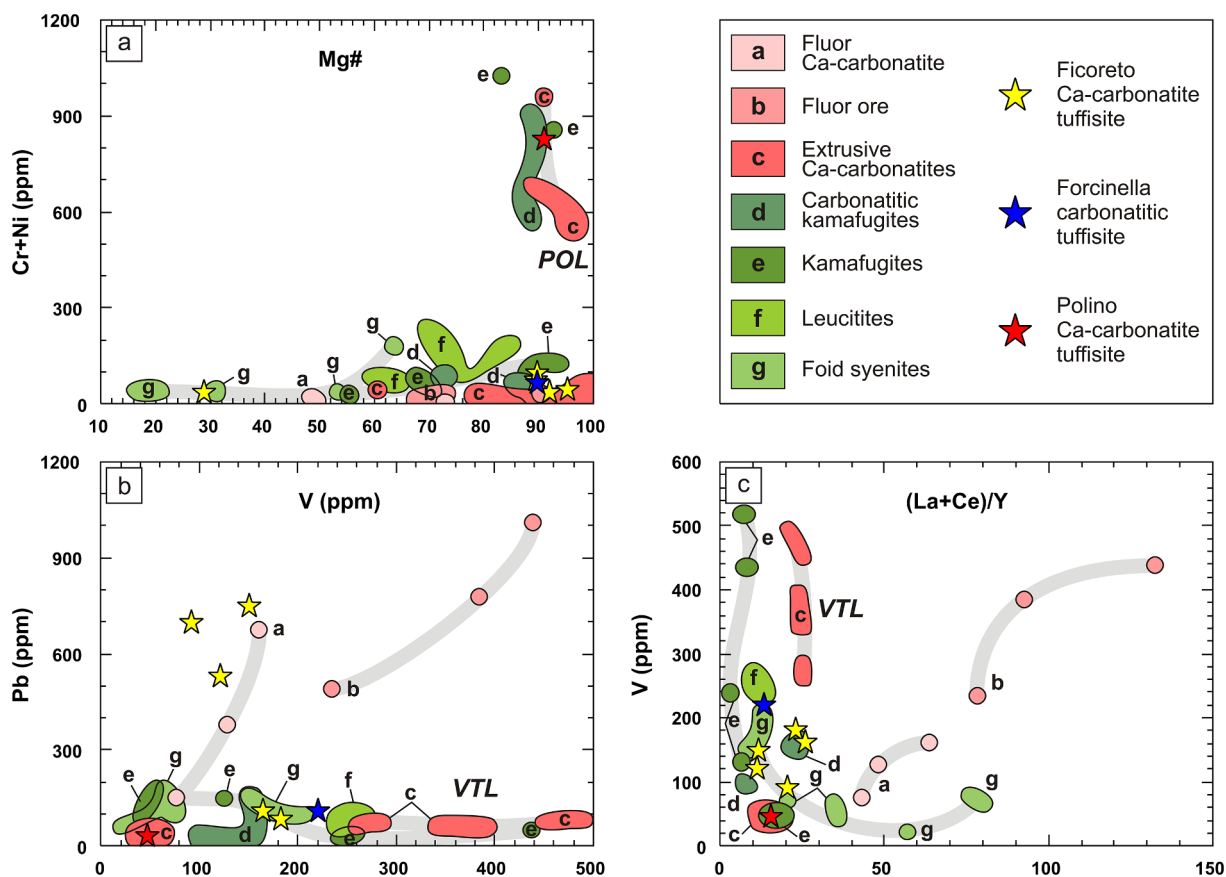 1200
900
600
300
0
Cr+Ni (ppm)
a
Mg#
e
c
e
d
c
POL
g
g
g
a
g
e
c
f
d
e
b
f
c
d
e
10 20 30 40 50 60 70 80 90 100
a
Fluor
Ca-carbonatite
b
Fluor ore
c
Extrusive
Ca-carbonatites
d
Carbonatitic
kamafugites
e
Kamafugites
f
Leucitites
g
Foid syenites
Ficoreto
Ca-carbonatite
tuffisite
Forcinella
carbonatitic
tuffisite
Polino
Ca-carbonatite
tuffisite
1200
900
600
300
0
Pb (ppm)
b
V (ppm)
a
b
e
g
c
e
g
d
f
e
c
VTL
e
c
0 100 200 300 400 500
600
500
400
300
200
100
0
V (ppm)
c
(La+Ce)/Y
e
c
VTL
f
g
e
d
d
c
e
g
a
b
g
g
0 50 100 150